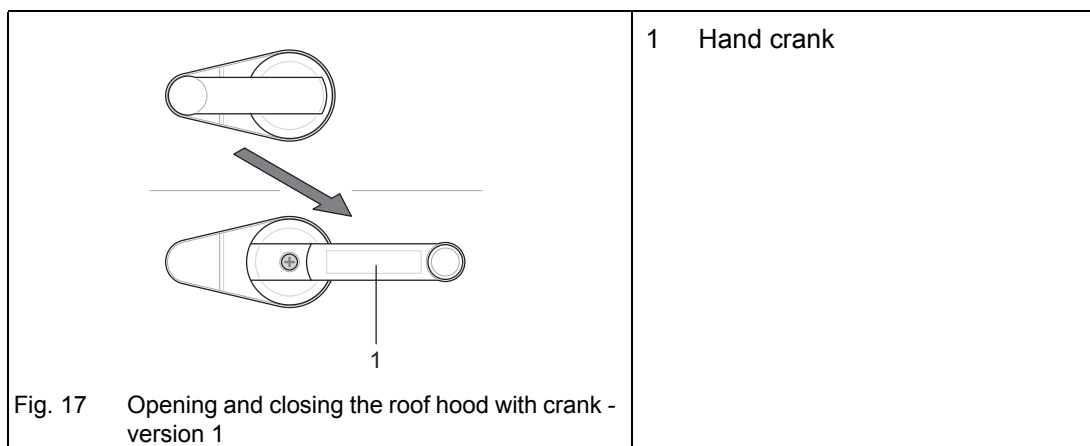 1 Hand crank
1
Fig. 17 Opening and closing the roof hood with crank -
version 1